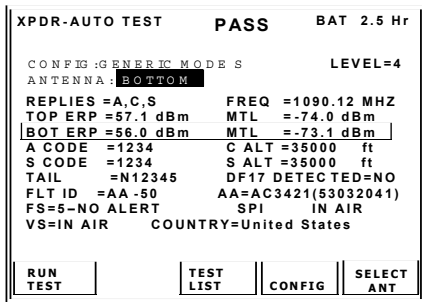 XPDR-AUTO TEST PASS BAT 2.5 Hr
CONFIG:GENERIC MODE S LEVEL=4
ANTENNA: BOTTOM
REPLIES =A,C,S FREQ =1090.12 MHZ
TOP ERP =57.1 dBm MTL =-74.0 dBm
BOT ERP =56.0 dBm MTL =-73.1 dBm
A CODE =1234 C ALT =35000 ft
S CODE =1234 S ALT =35000 ft
TAIL =N12345 DF17 DETECTED=NO
FLT ID =AA-50 AA=AC3421(53032041)
FS=5–NO ALERT SPI IN AIR
VS=IN AIR COUNTRY=United States
RUN TEST SELECT
TEST LIST CONFIG ANT